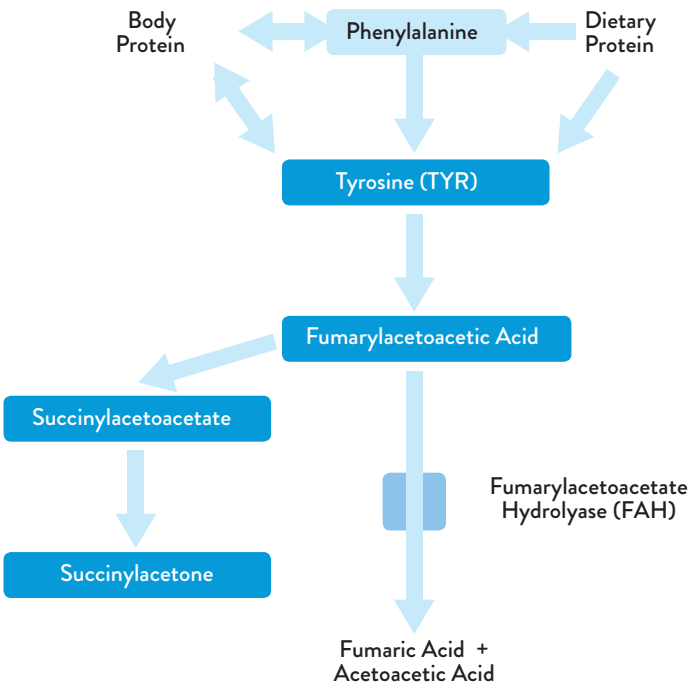 Body
Protein
Phenylalanine
Dietary
Protein
Tyrosine (TYR)
Fumarylacetoacetic Acid
Succinylacetoacetate
Fumarylacetoacetate
Hydrolyase (FAH)
Succinylacetone
Fumaric Acid +
Acetoacetic Acid